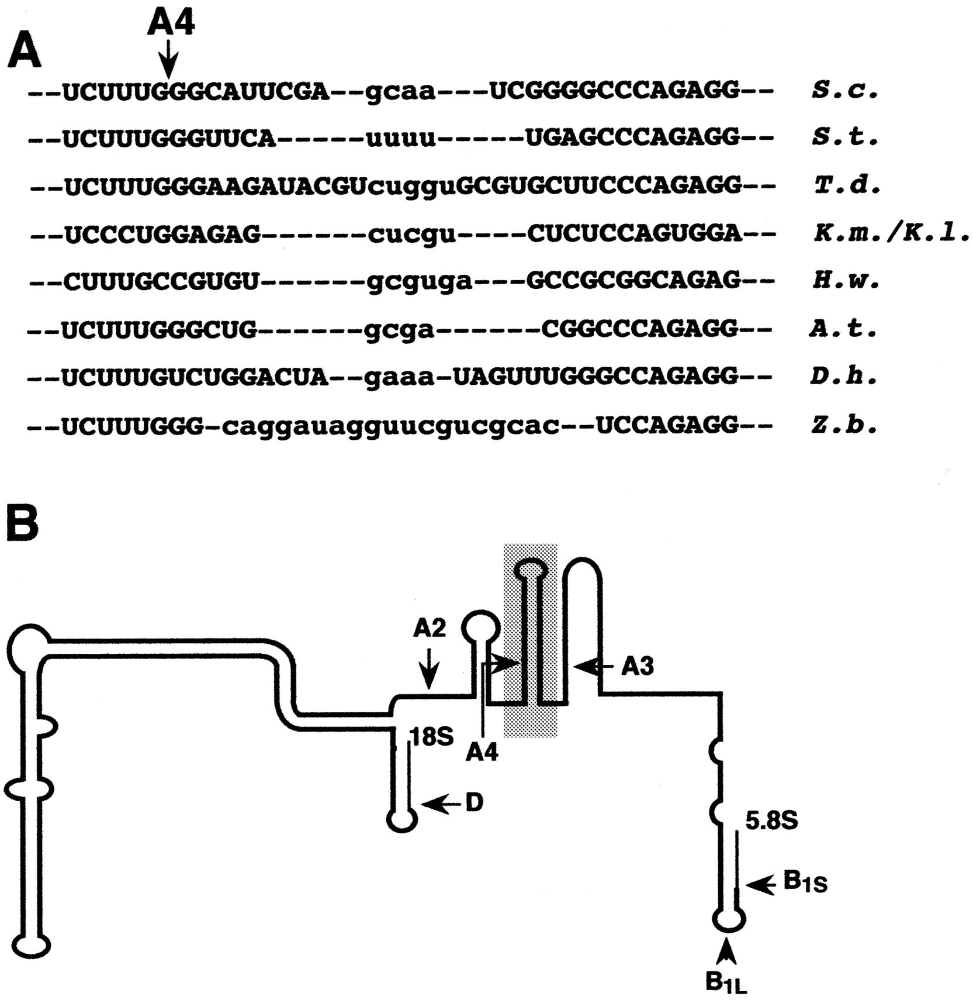 A4
A
--UCUUUGGGCAUUCGA--gcaa---UCGGGGCCCAGAGG-- S.c.
--UCUUUGGGUUCA-----uuuu-----UGAGCCCAGAGG-- S.t.
--UCUUUGGGAAGAUACGUcugguGCGUGCUUCCCAGAGG-- T.d.
--UCCCUGGAGAG------cucgu----CUCUCCAGUGGA-- K.m./K.l.
--CUUUGCCGUGU------gcguga---GCCGCGGCAGAG-- H.w.
--UCUUUGGGCUG------gcga------CGGCCCAGAGG-- A.t.
--UCUUUGUCUGGACUA--gaaa-UAGUUUGGGCCAGAGG-- D.h.
--UCUUUGGG-caggauagguucgucgcac--UCCAGAGG-- Z.b.
B
A2
A3
18S
A4
D
5.8S
B1S
B1L